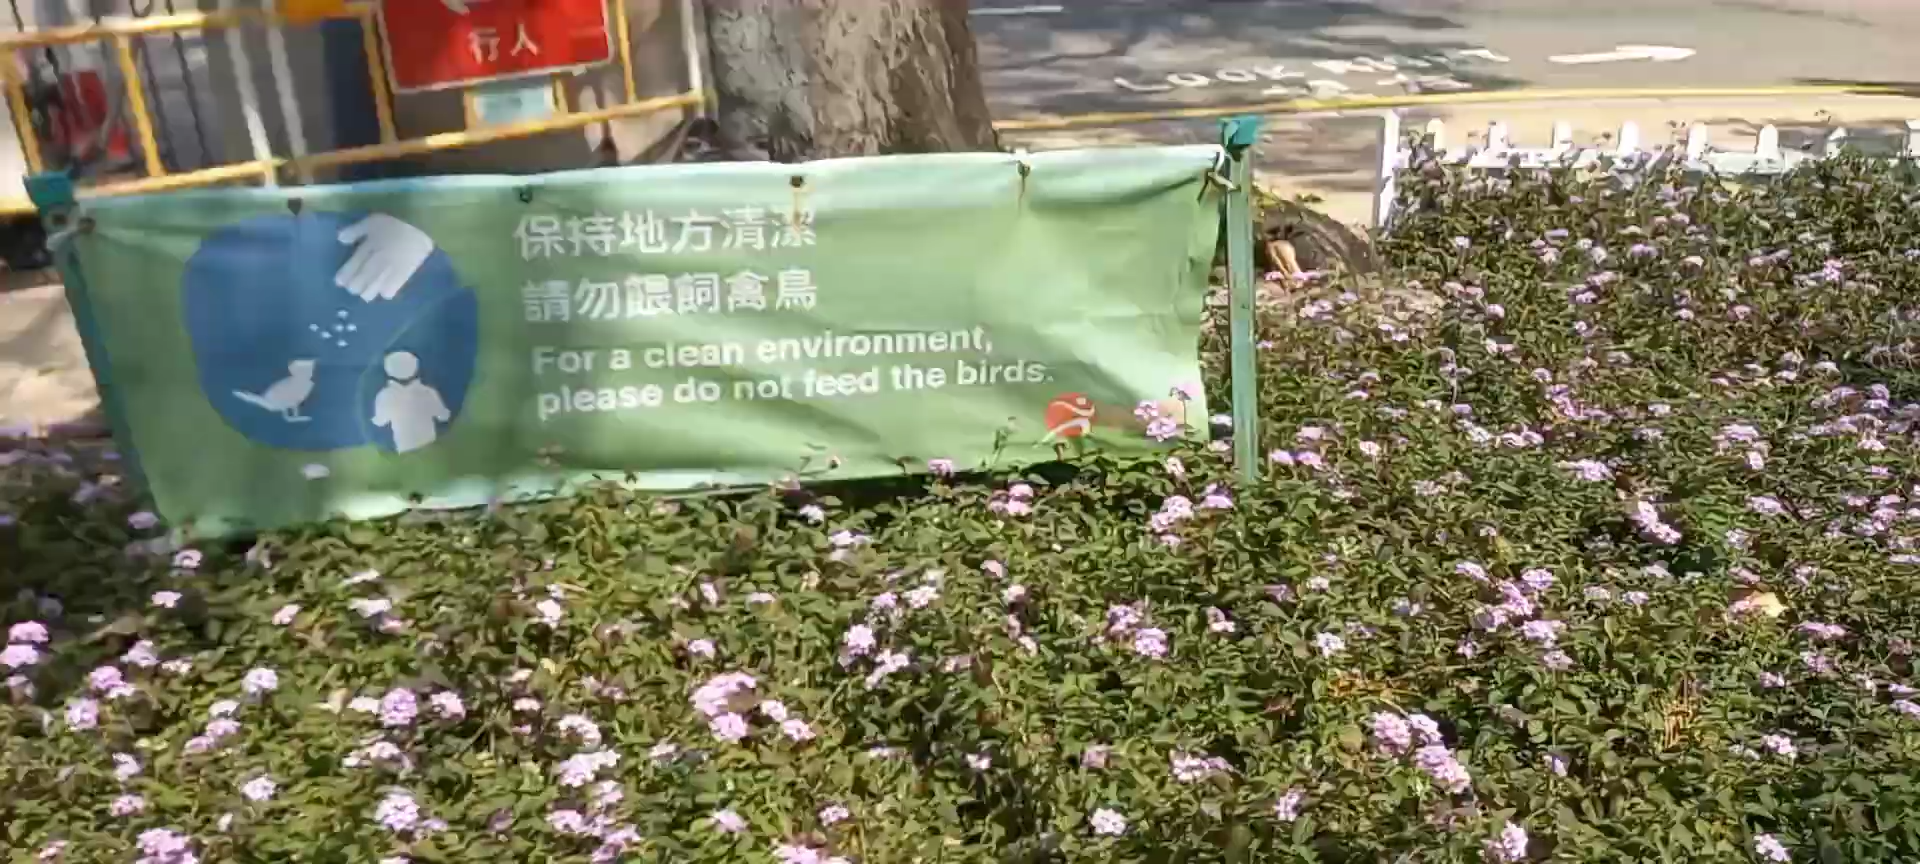 行人
保持地方清潔
請勿餵飼禽鳥
For a clean environment,
please do not feed the birds.
LOOK